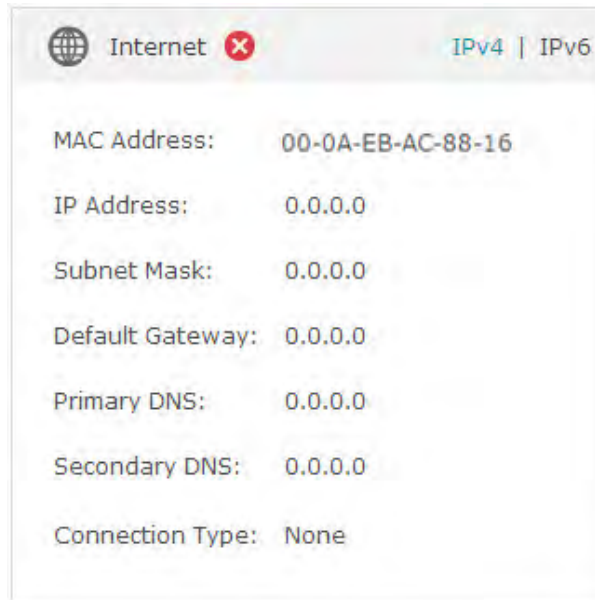 Internet IPv4 | IPv6
MAC Address: 00-0A-EB-AC-88-16
IP Address: 0.0.0.0
Subnet Mask: 0.0.0.0
Default Gateway: 0.0.0.0
Primary DNS: 0.0.0.0
Secondary DNS: 0.0.0.0
Connection Type: None